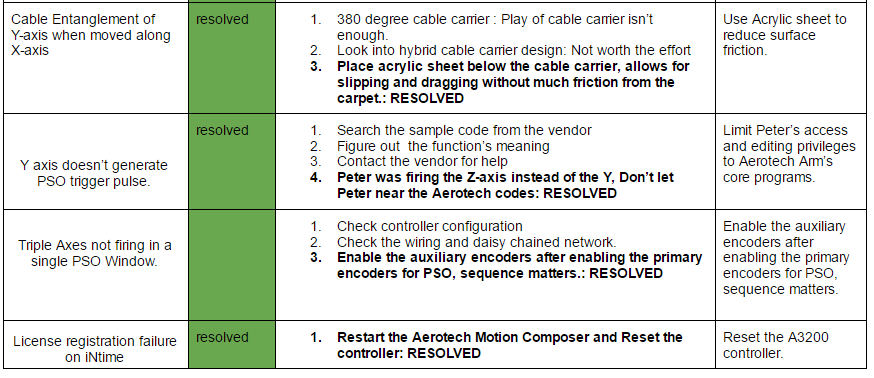 Cable Entanglement of
Y-axis when moved along
X-axis
resolved
1. 380 degree cable carrier : Play of cable carrier isn't
enough.
2. Look into hybrid cable carrier design: Not worth the effort
3. Place acrylic sheet below the cable carrier, allows for
slipping and dragging without much friction from the
carpet.: RESOLVED
Use Acrylic sheet to
reduce surface
friction.
Y axis doesn't generate
PSO trigger pulse.
resolved
1. Search the sample code from the vendor
2. Figure out the function's meaning
3. Contact the vendor for help
4. Peter was firing the Z-axis instead of the Y, Don't let
Peter near the Aerotech codes: RESOLVED
Limit Peter's access
and editing privileges
to Aerotech Arm's
core programs.
Triple Axes not firing in a
single PSO Window.
1. Check controller configuration
2. Check the wiring and daisy chained network.
3. Enable the auxiliary encoders after enabling the primary
encoders for PSO, sequence matters.: RESOLVED
Enable the auxiliary
encoders after
enabling the primary
encoders for PSO,
sequence matters.
License registration failure
on iNtime
resolved
1. Restart the Aerotech Motion Composer and Reset the
controller: RESOLVED
Reset the A3200
controller.